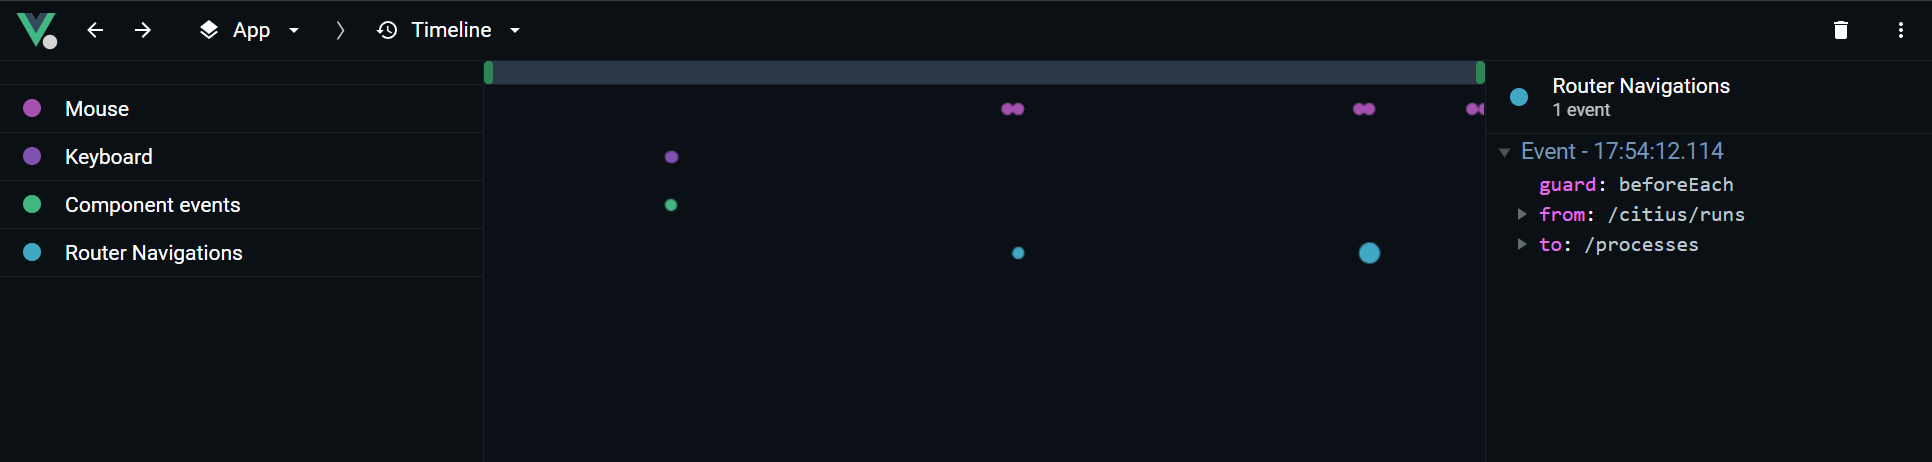 App
Timeline
Mouse
Keyboard
Component events
Router Navigations
Router Navigations
1 event
Event - 17:54:12.114
guard: beforeEach
from: /citius/runs
to: /processes